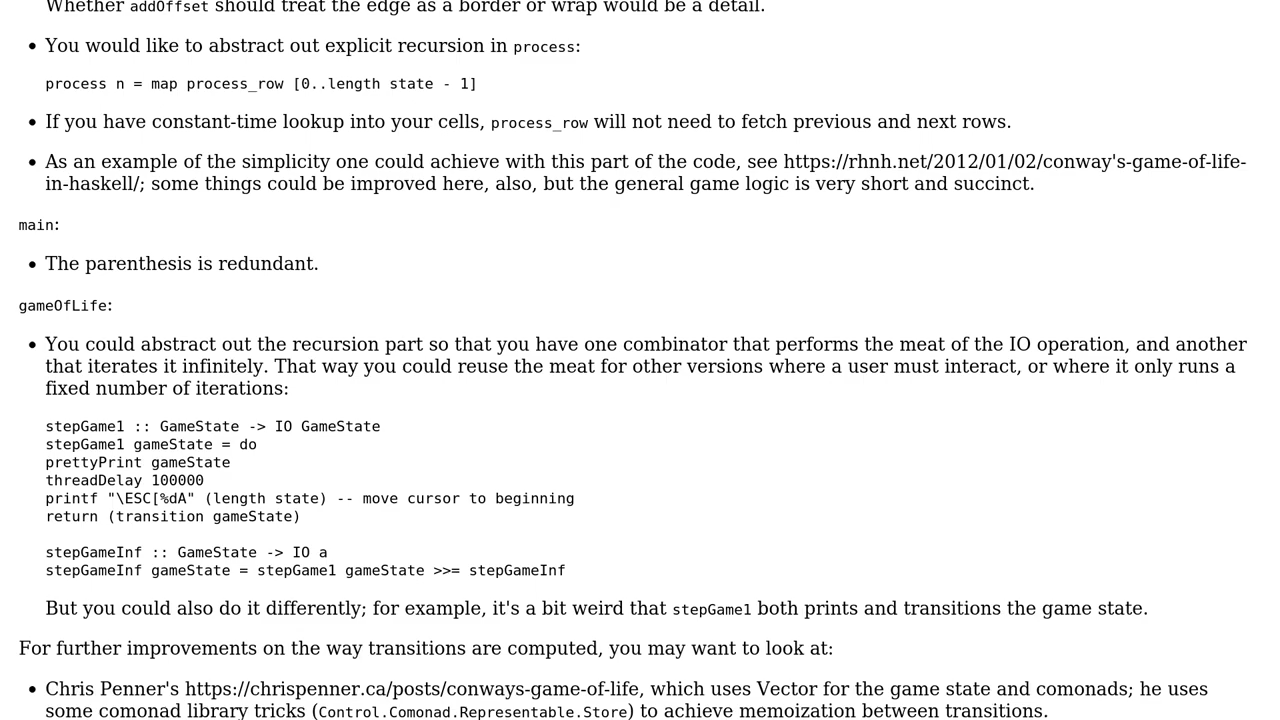 Whether addOffset should treat the edge as a border or wrap would be a detail.
• You would like to abstract out explicit recursion in process:
process n = map process_row [0..length state - 1]
• If you have constant-time lookup into your cells, process_row will not need to fetch previous and next rows.
• As an example of the simplicity one could achieve with this part of the code, see https://rhnh.net/2012/01/02/conway's-game-of-life-
in-haskell/; some things could be improved here, also, but the general game logic is very short and succinct.
main:
• The parenthesis is redundant.
gameOfLife:
• You could abstract out the recursion part so that you have one combinator that performs the meat of the IO operation, and another
that iterates it infinitely. That way you could reuse the meat for other versions where a user must interact, or where it only runs a
fixed number of iterations:
stepGame1 :: GameState -> IO GameState
stepGame1 gameState = do
prettyPrint gameState
threadDelay 100000
printf "\ESC[%dA" (length state) -- move cursor to beginning
return (transition gameState)
stepGameInf :: GameState -> IO a
stepGameInf gameState = stepGame1 gameState >>= stepGameInf
But you could also do it differently; for example, it's a bit weird that stepGame1 both prints and transitions the game state.
For further improvements on the way transitions are computed, you may want to look at:
• Chris Penner's https://chrispenner.ca/posts/conways-game-of-life, which uses Vector for the game state and comonads; he uses
some comonad library tricks (Control.Comonad.Representable.Store) to achieve memoization between transitions.